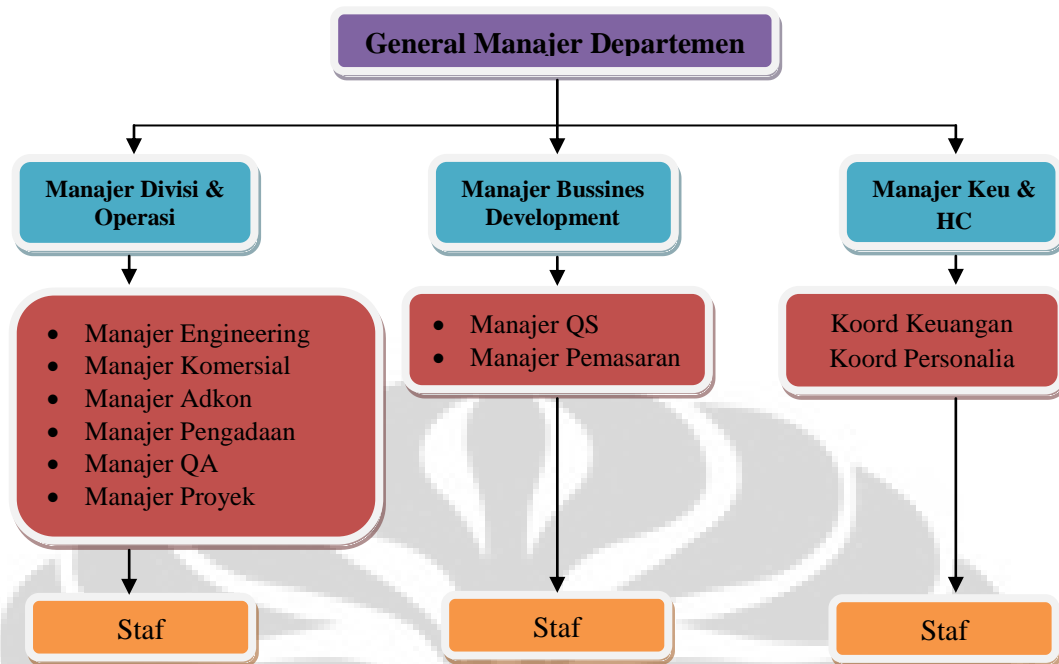 General Manajer Departemen
Manajer Divisi &
Operasi
Manajer Bussines
Development
Manajer Keu &
HC
• Manajer Engineering
• Manajer Komersial
• Manajer Adkon
• Manajer Pengadaan
• Manajer QA
• Manajer Proyek
• Manajer QS
• Manajer Pemasaran
Koord Keuangan
Koord Personalia
Staf
Staf
Staf